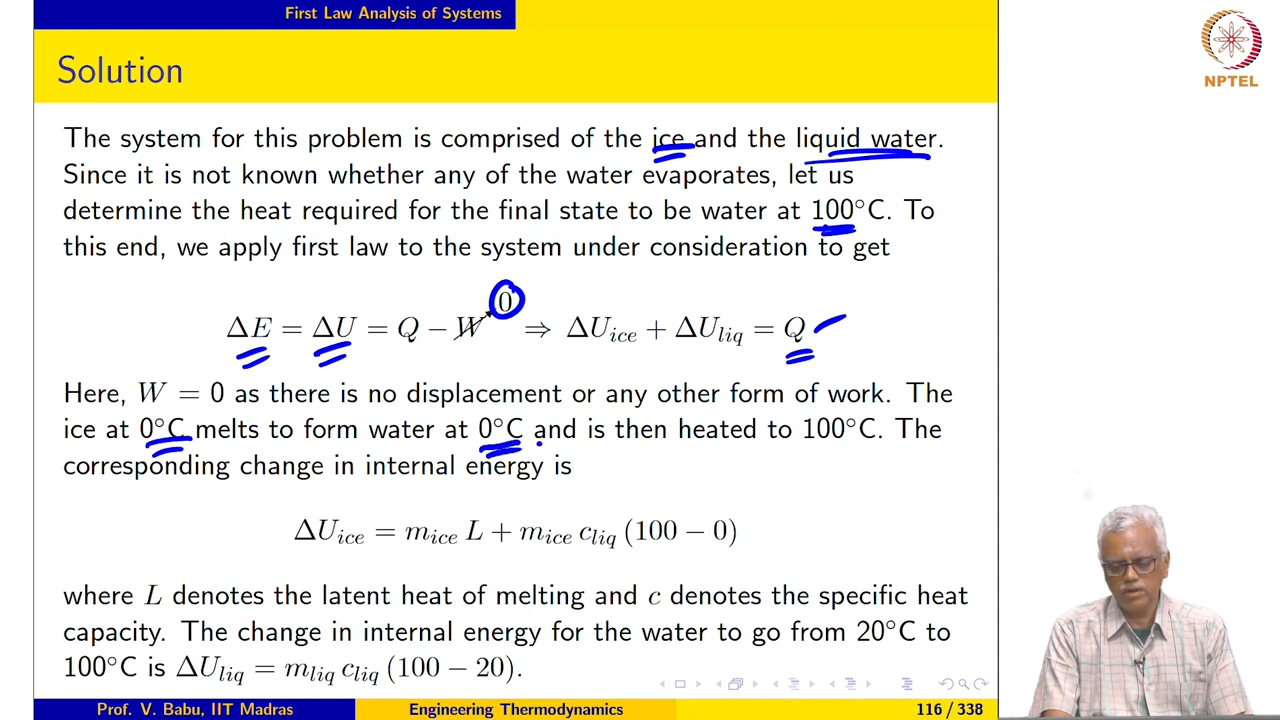 First Law Analysis of Systems
Solution
NPTEL
The system for this problem is comprised of the ice and the liquid water.
Since it is not known whether any of the water evaporates, let us
determine the heat required for the final state to be water at 100°C. To
this end, we apply first law to the system under consideration to get
ΔE = ΔU = Q − W 0 ⇒ ΔU_ice + ΔU_liq = Q
Here, W = 0 as there is no displacement or any other form of work. The
ice at 0°C melts to form water at 0°C and is then heated to 100°C. The
corresponding change in internal energy is
ΔU_ice = m_ice L + m_ice c_liq (100 − 0)
where L denotes the latent heat of melting and c denotes the specific heat
capacity. The change in internal energy for the water to go from 20°C to
100°C is ΔU_liq = m_liq c_liq (100 − 20).
Prof. V. Babu, IIT Madras Engineering Thermodynamics 116 / 338